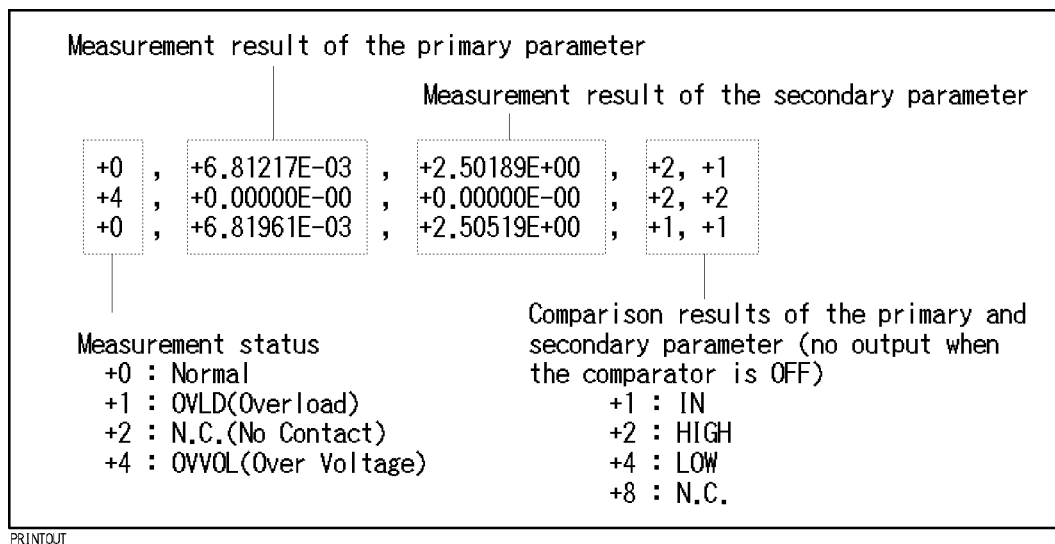 Measurement result of the primary parameter
Measurement result of the secondary parameter
+0 , +6.81217E-03 , +2.50189E+00 , +2, +1
+4 , +0.00000E-00 , +0.00000E-00 , +2, +2
+0 , +6.81961E-03 , +2.50519E+00 , +1, +1
Measurement status
+0 : Normal
+1 : OVLD(Overload)
+2 : N.C.(No Contact)
+4 : OVVOL(Over Voltage)
Comparison results of the primary and
secondary parameter (no output when
the comparator is OFF)
+1 : IN
+2 : HIGH
+4 : LOW
+8 : N.C.
PRINTOUT